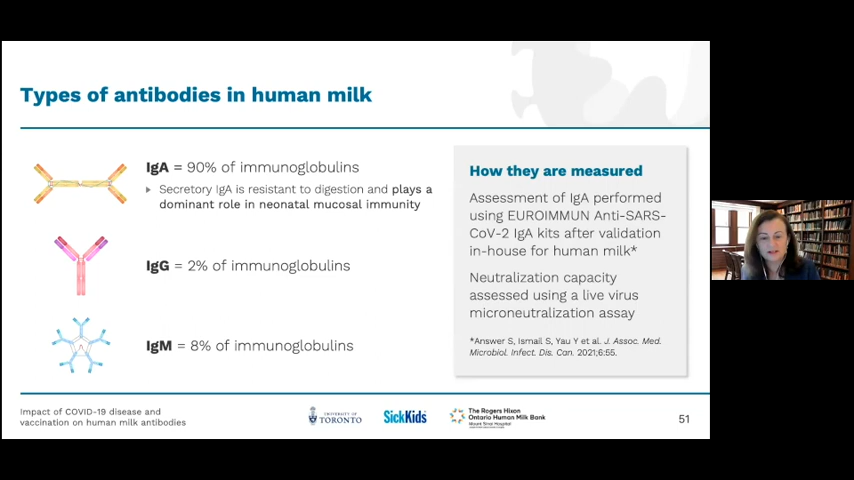 Types of antibodies in human milk
IgA = 90% of immunoglobulins
Secretory IgA is resistant to digestion and plays a
dominant role in neonatal mucosal immunity
IgG = 2% of immunoglobulins
IgM = 8% of immunoglobulins
How they are measured
Assessment of IgA performed
using EUROIMMUN Anti-SARS-
CoV-2 IgA kits after validation
in-house for human milk*
Neutralization capacity
assessed using a live virus
microneutralization assay
*Answer S, Ismail S, Yau Y et al. J. Assoc. Med.
Microbiol. Infect. Dis. Can. 2021;6:55.
Impact of COVID-19 disease and
vaccination on human milk antibodies
UNIVERSITY OF
TORONTO
SickKids
The Rogers Hixon
Ontario Human Milk Bank
Mount Sinai Hospital
51